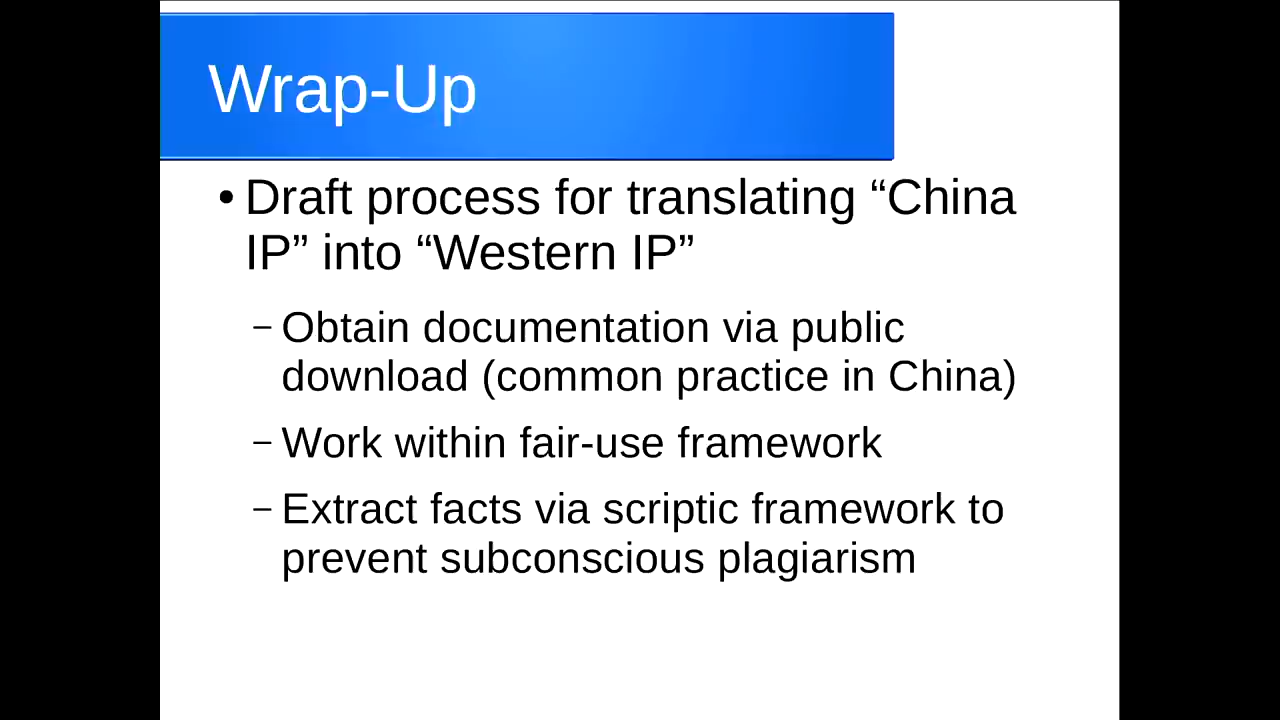 Wrap-Up
• Draft process for translating “China
IP” into “Western IP”
– Obtain documentation via public
download (common practice in China)
– Work within fair-use framework
– Extract facts via scriptic framework to
prevent subconscious plagiarism